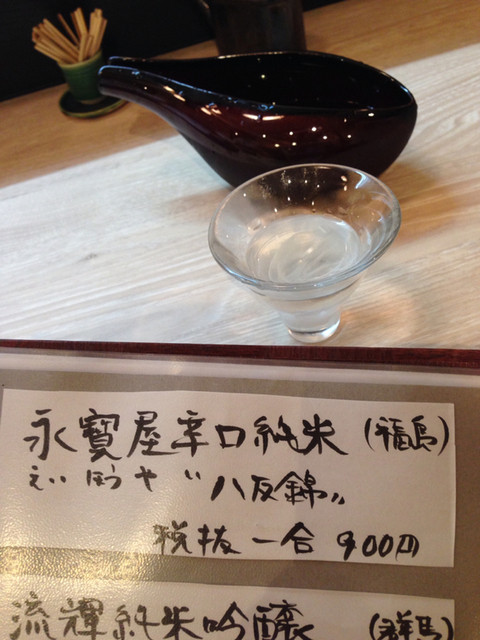 永寶屋辛口純米(福島)
えいほうや "八反錦"
税抜 一合 900円
流輝純米吟醸(群馬)